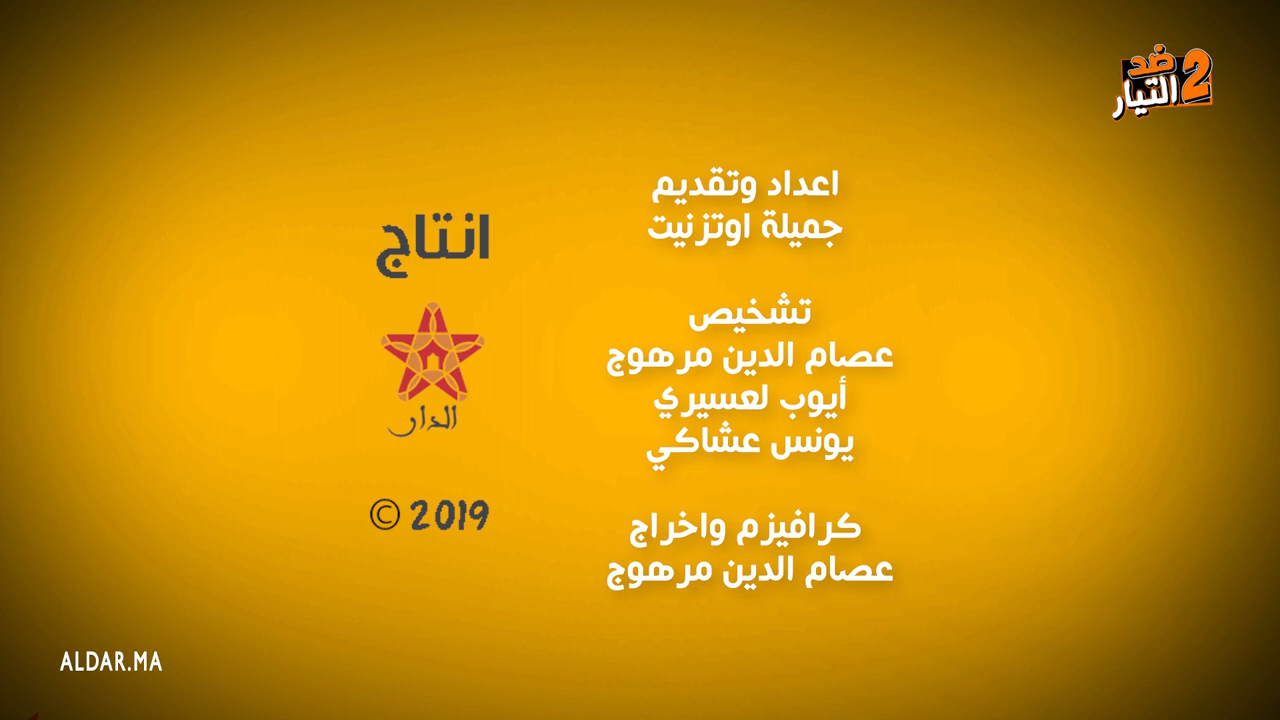 ضد
التيار 2
اعداد وتقديم
جميلة اوتزنيت
تشخيص
عصام الدين مرهوج
أيوب لعسيري
يونس عشاكي
كرافيزم واخراج
عصام الدين مرهوج
انتاج
الدار
© 2019
ALDAR.MA